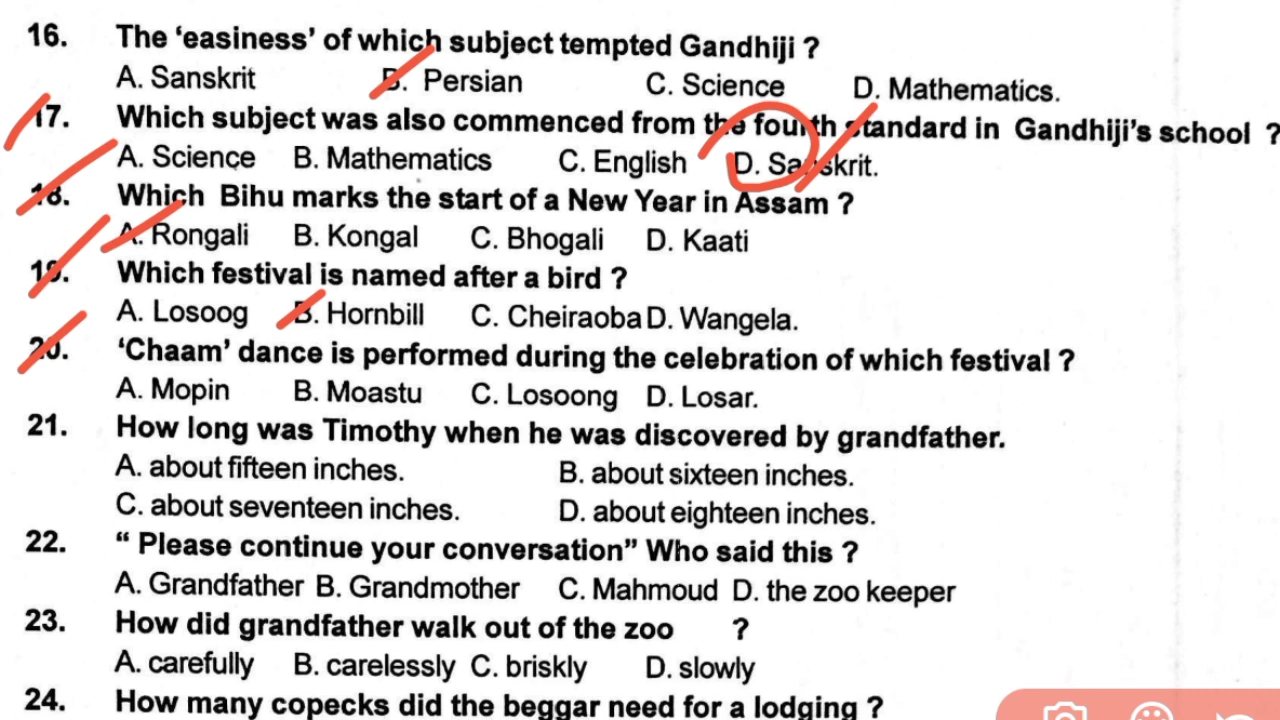 16. The ‘easiness’ of which subject tempted Gandhiji ?
A. Sanskrit B. Persian C. Science D. Mathematics.
17. Which subject was also commenced from the fourth standard in Gandhiji's school ?
A. Science B. Mathematics C. English D. Sanskrit.
18. Which Bihu marks the start of a New Year in Assam ?
A. Rongali B. Kongal C. Bhogali D. Kaati
19. Which festival is named after a bird ?
A. Losoog B. Hornbill C. Cheiraoba D. Wangela.
20. ‘Chaam’ dance is performed during the celebration of which festival ?
A. Mopin B. Moastu C. Losoong D. Losar.
21. How long was Timothy when he was discovered by grandfather.
A. about fifteen inches. B. about sixteen inches.
C. about seventeen inches. D. about eighteen inches.
22. “ Please continue your conversation” Who said this ?
A. Grandfather B. Grandmother C. Mahmoud D. the zoo keeper
23. How did grandfather walk out of the zoo ?
A. carefully B. carelessly C. briskly D. slowly
24. How many copecks did the beggar need for a lodging ?